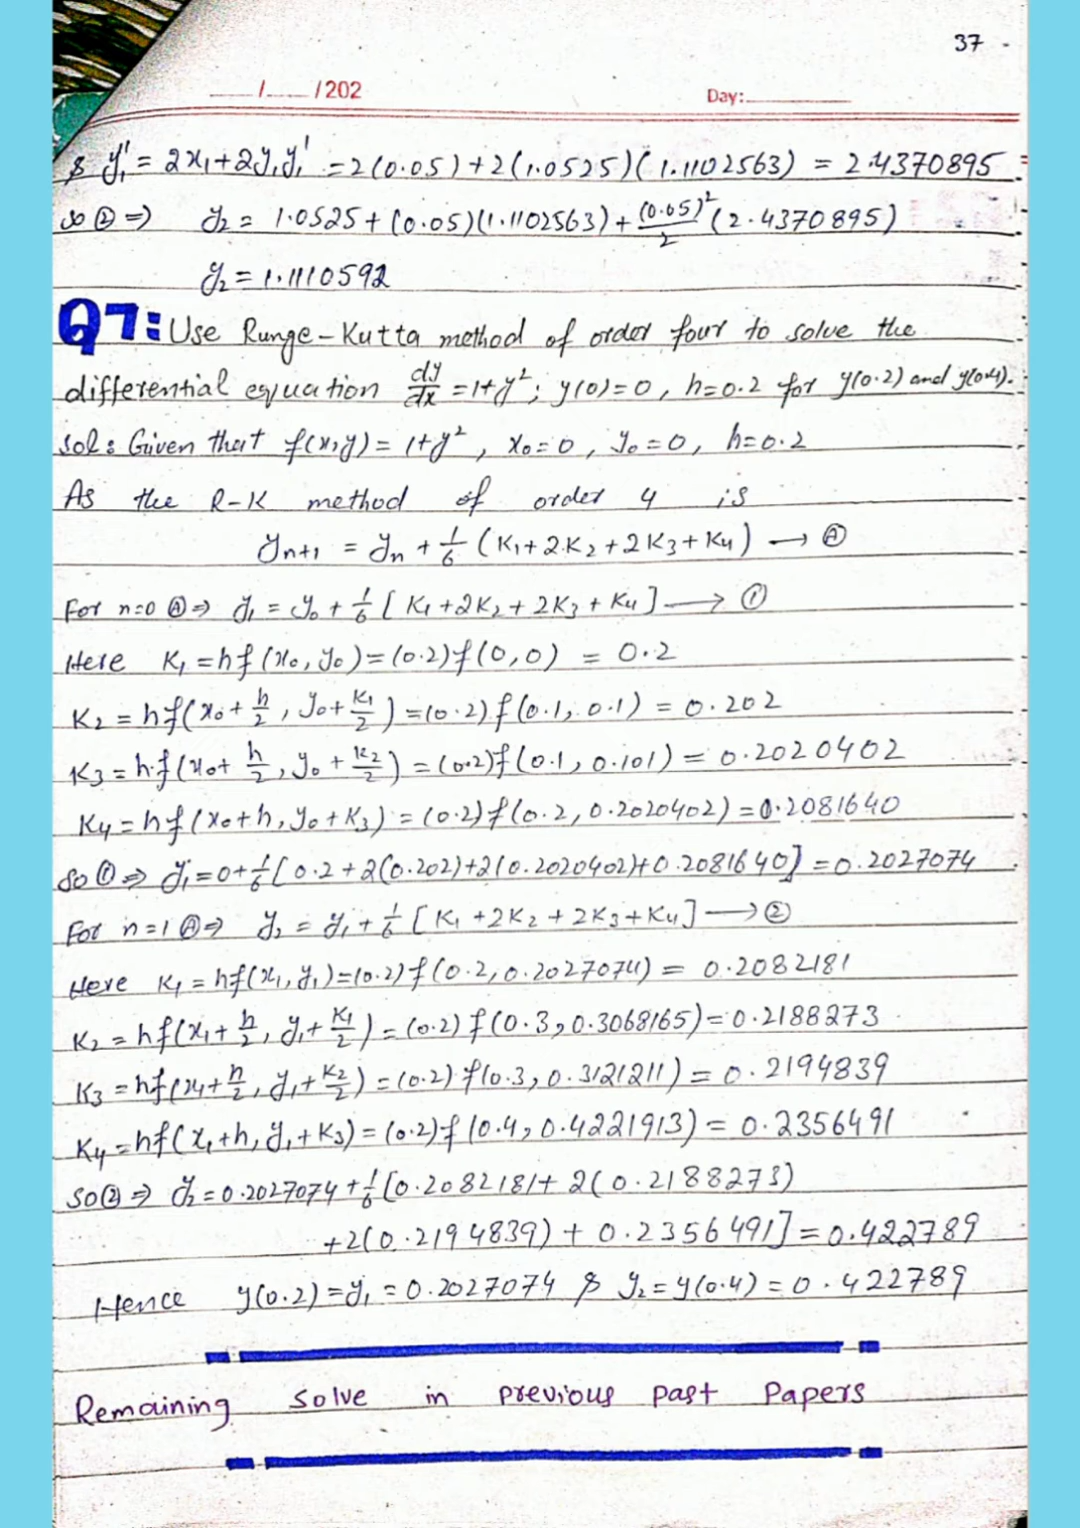 37
/ /202
Day:
& y₁'' = 2x₁+2y₁y₁' = 2(0.05)+2(1.0525)(1.1102563) = 2.4370895
so ② ⇒ y₂ = 1.0525+(0.05)(1.1102563)+(0.05)²/2 (2.4370895)
y₂ = 1.1110592
Q7: Use Runge-Kutta method of order four to solve the
differential equation dy/dx = 1+y²; y(0)=0, h=0.2 for y(0.2) and y(0.4).
Sol: Given that f(x,y) = 1+y², x₀=0, y₀=0, h=0.2
As the R-K method of order 4 is
yn+1 = yn + 1/6 (K₁+2K₂+2K₃+K₄) → Ⓐ
For n=0 Ⓐ ⇒ y₁ = y₀ + 1/6 [K₁+2K₂+2K₃+K₄] → ①
Here K₁ = hf(x₀,y₀) = (0.2)f(0,0) = 0.2
K₂ = hf(x₀+h/2, y₀+K₁/2) = (0.2)f(0.1, 0.1) = 0.202
K₃ = h.f(x₀+h/2, y₀+K₂/2) = (0.2)f(0.1, 0.101) = 0.2020402
K₄ = hf(x₀+h, y₀+K₃) = (0.2)f(0.2, 0.2020402) = 0.2081640
so ① ⇒ y₁ = 0+1/6[0.2+2(0.202)+2(0.2020402)+0.2081640] = 0.2027074
For n=1 Ⓐ ⇒ y₂ = y₁+1/6 [K₁+2K₂+2K₃+K₄] → ②
Here K₁ = hf(x₁,y₁) = (0.2)f(0.2, 0.2027074) = 0.2082181
K₂ = hf(x₁+h/2, y₁+K₁/2) = (0.2)f(0.3, 0.3068165) = 0.2188273
K₃ = hf(x₁+h/2, y₁+K₂/2) = (0.2)f(0.3, 0.3121211) = 0.2194839
K₄ = hf(x₁+h, y₁+K₃) = (0.2)f(0.4, 0.4221913) = 0.2356491
SO ② ⇒ y₂ = 0.2027074+1/6[0.2082181+2(0.2188273)
+2(0.2194839)+0.2356491] = 0.422789
Hence y(0.2) = y₁ = 0.2027074 & y₂ = y(0.4) = 0.422789
Remaining solve in previous past Papers